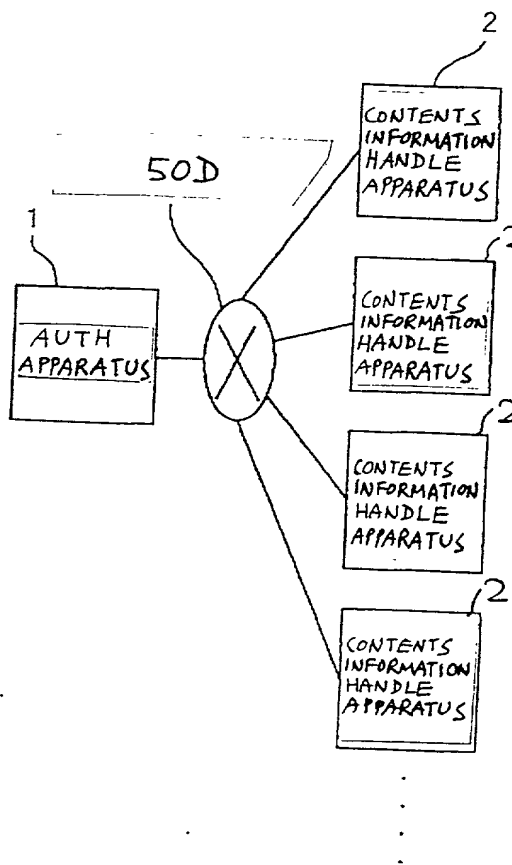 2
CONTENTS
INFORMATION
HANDLE
APPARATUS
50D
1
AUTH
APPARATUS
2
CONTENTS
INFORMATION
HANDLE
APPARATUS
2
CONTENTS
INFORMATION
HANDLE
APPARATUS
2
CONTENTS
INFORMATION
HANDLE
APPARATUS